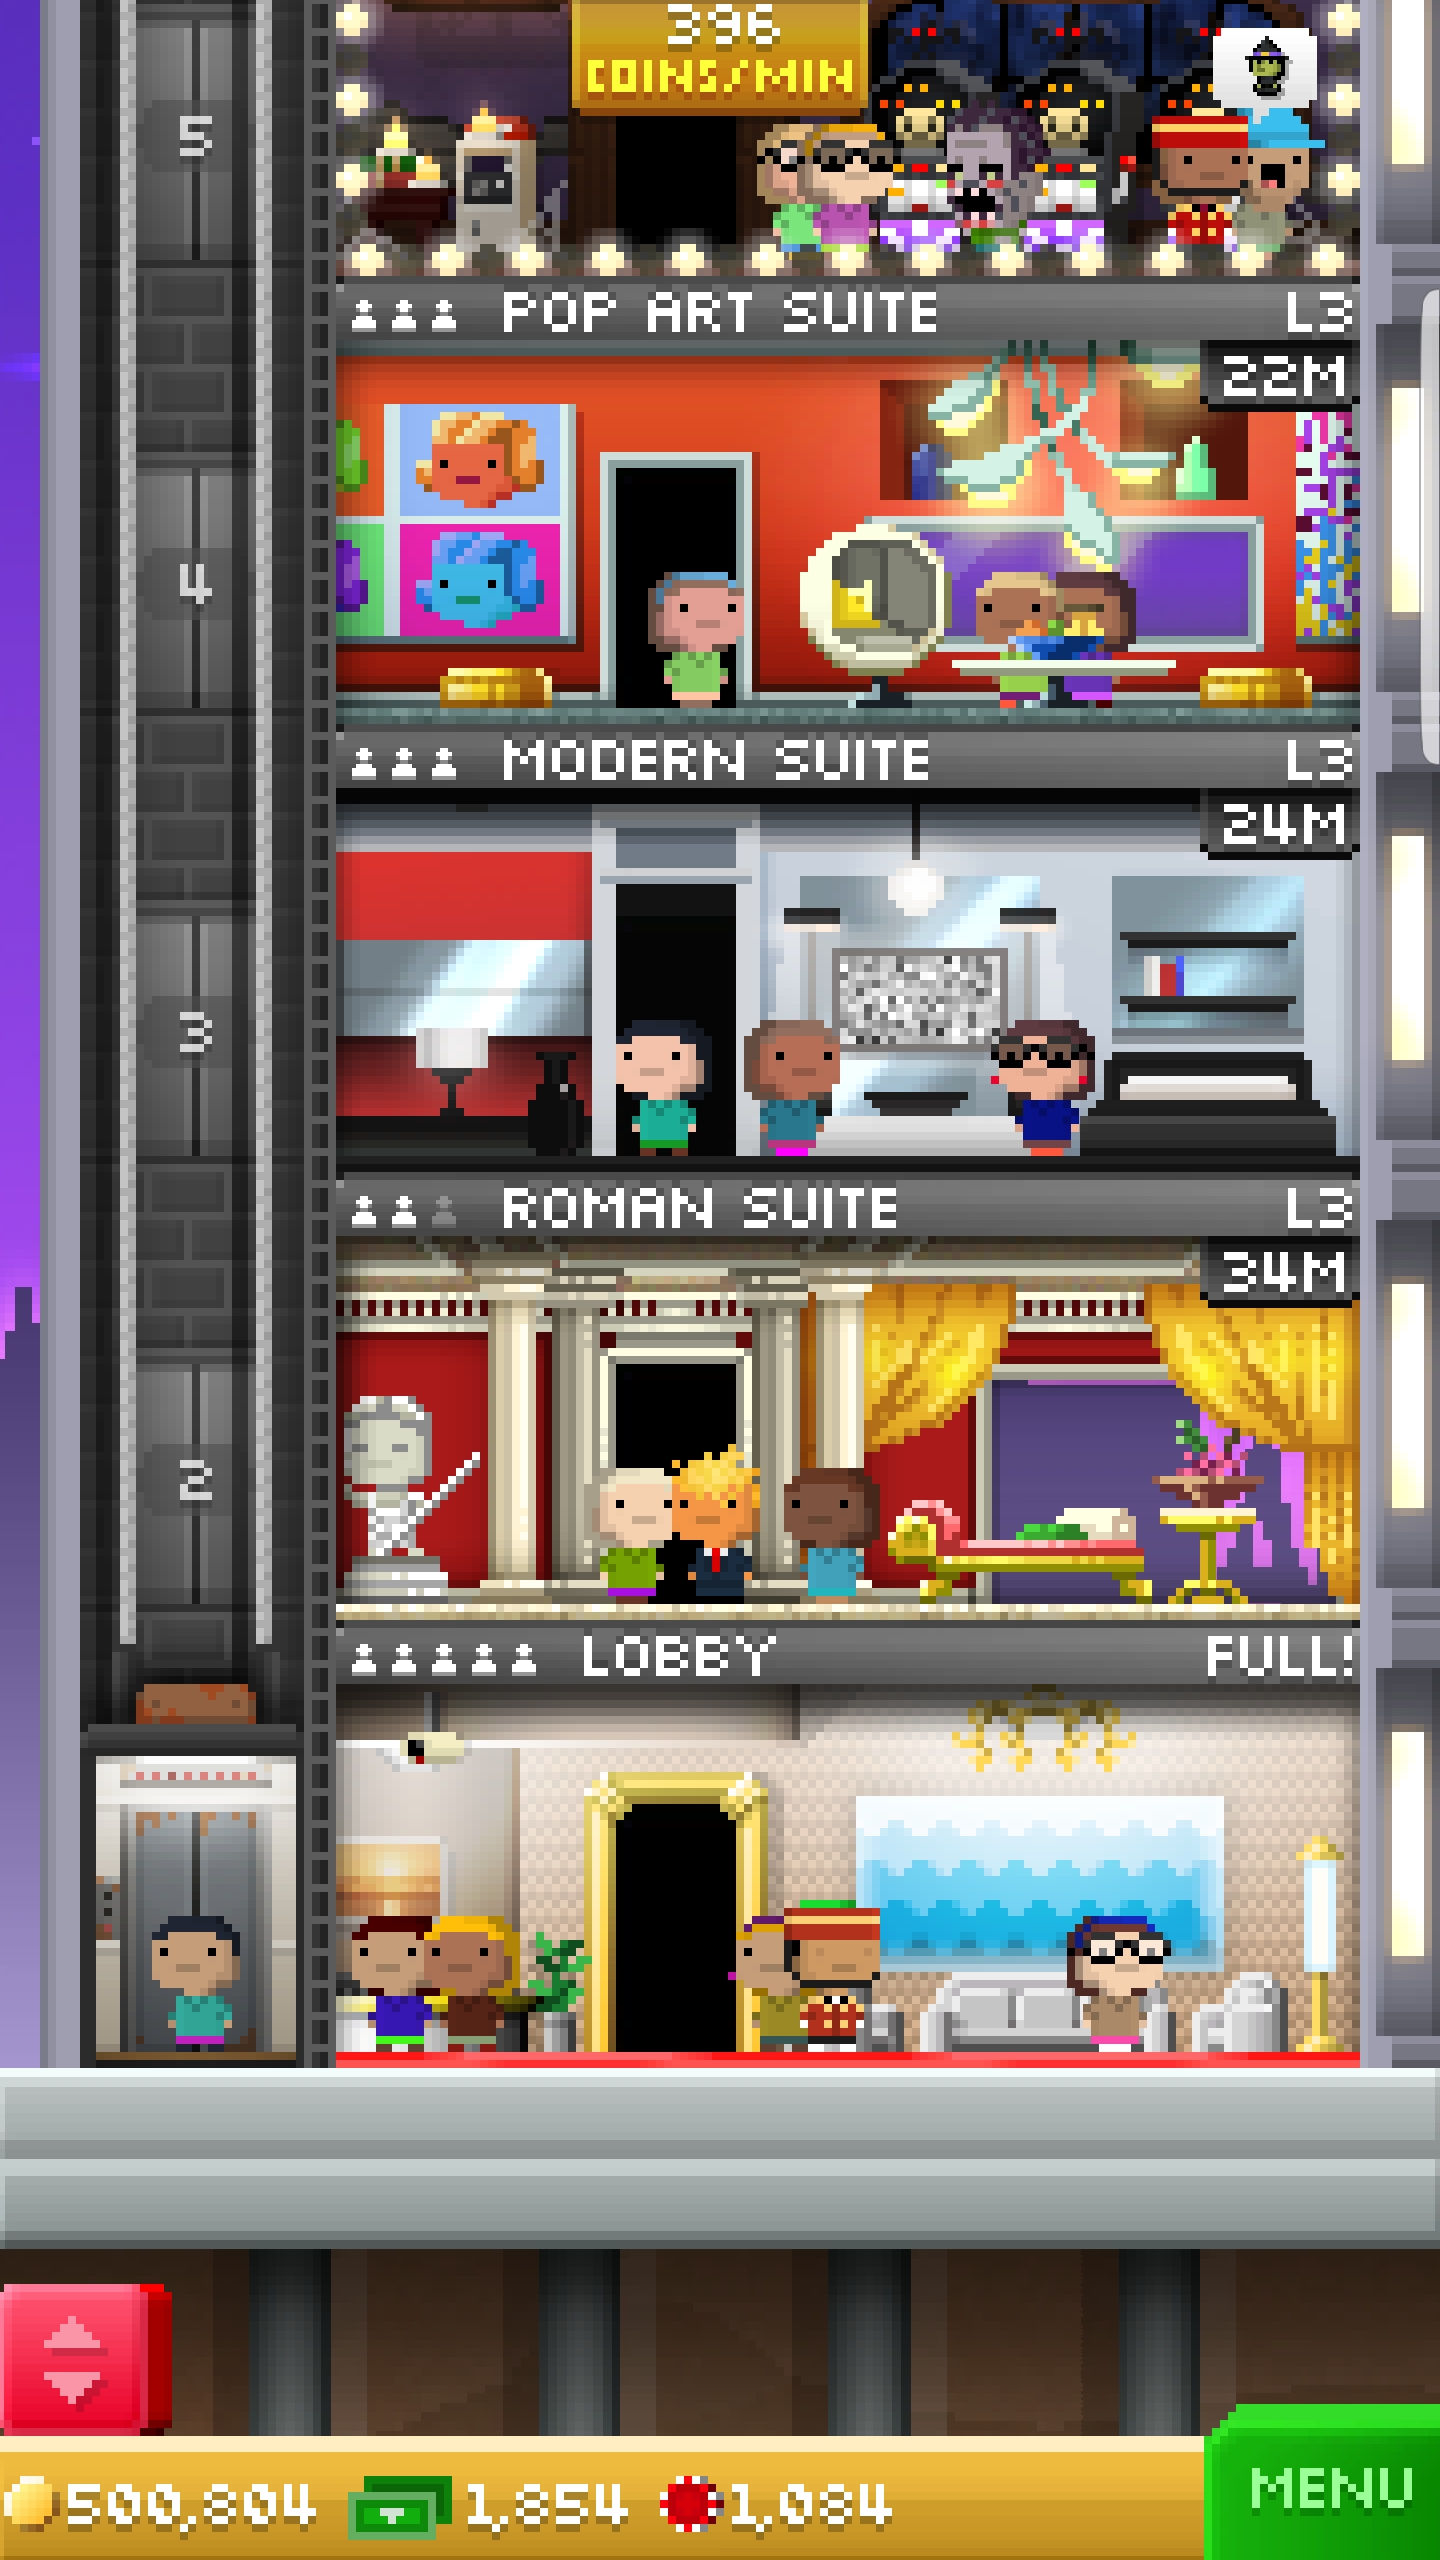 396
COINS/MIN
5
POP ART SUITE L3
22M
4
MODERN SUITE L3
24M
3
ROMAN SUITE L3
34M
2
LOBBY FULL!
500,804 1,854 1,084
MENU